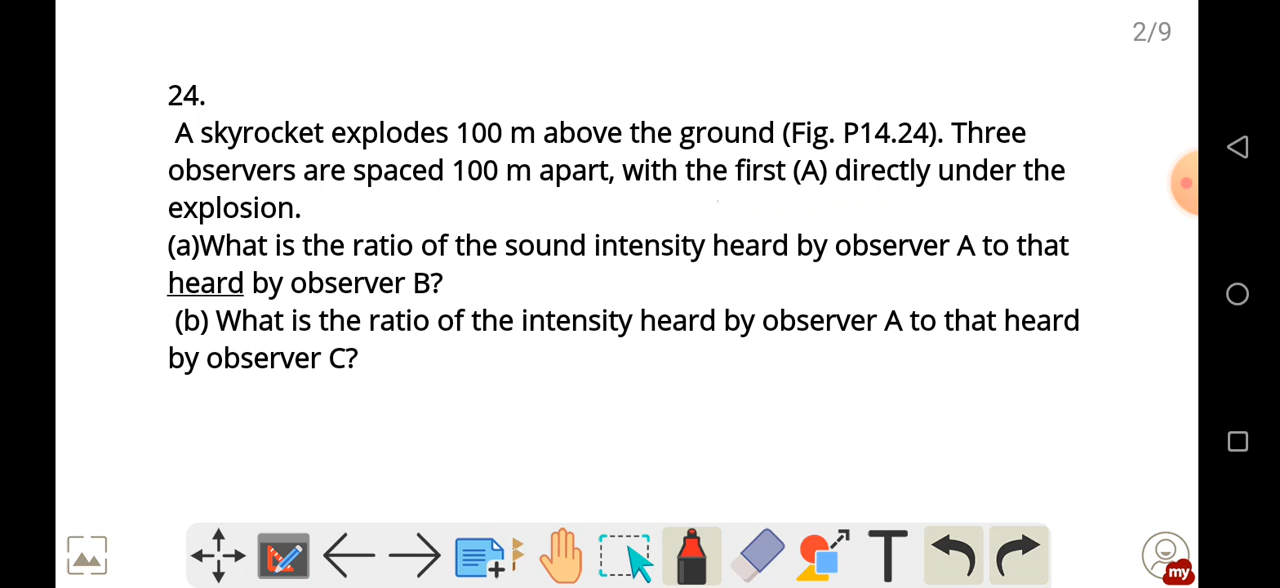 2/9
24.
A skyrocket explodes 100 m above the ground (Fig. P14.24). Three
observers are spaced 100 m apart, with the first (A) directly under the
explosion.
(a)What is the ratio of the sound intensity heard by observer A to that
heard by observer B?
(b) What is the ratio of the intensity heard by observer A to that heard
by observer C?
T
my